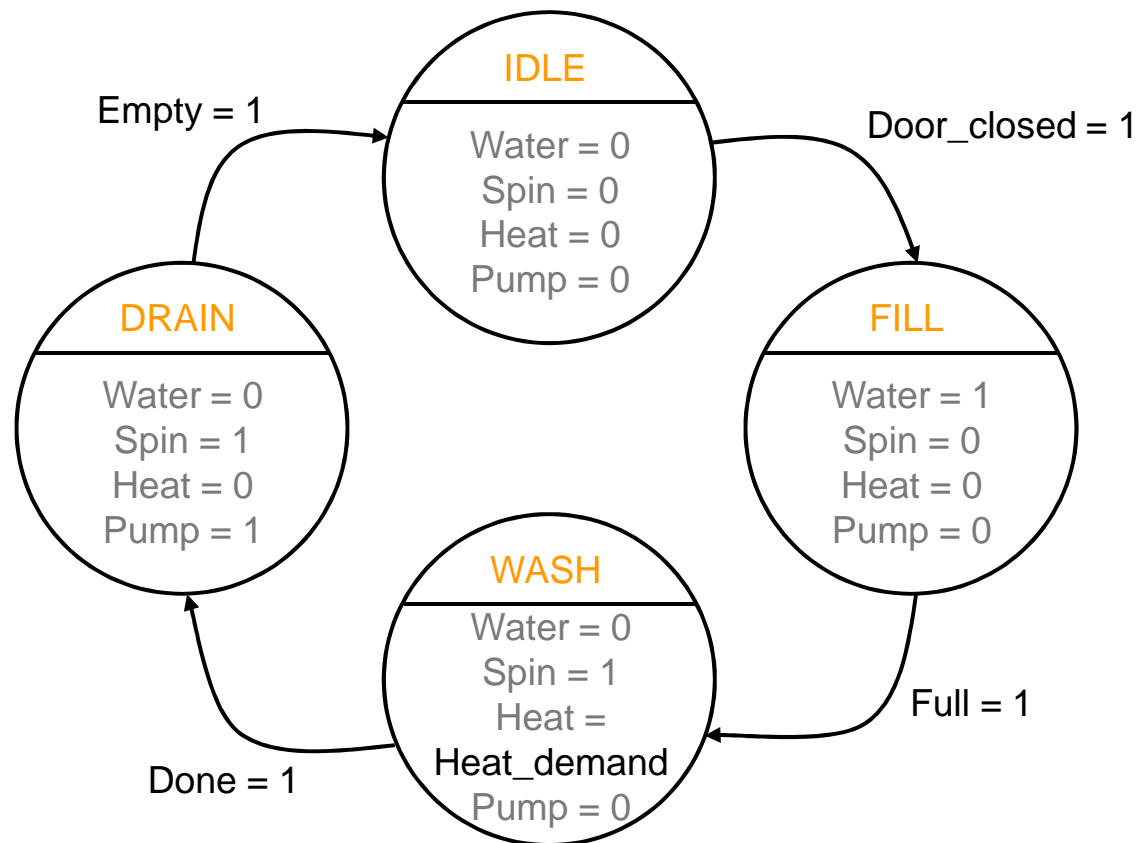 IDLE
Water = 0
Spin = 0
Heat = 0
Pump = 0
Empty = 1
Door_closed = 1
DRAIN
Water = 0
Spin = 1
Heat = 0
Pump = 1
FILL
Water = 1
Spin = 0
Heat = 0
Pump = 0
WASH
Water = 0
Spin = 1
Heat =
Heat_demand
Pump = 0
Full = 1
Done = 1